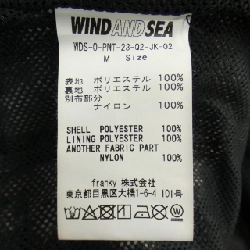 WIND AND SEA
WDS-O-PNT-23-Q2-JK-02
M Size
表地 ポリエステル 100%
裏地 ポリエステル 100%
別布部分
ナイロン 100%
SHELL POLYESTER 100%
LINING POLYESTER 100%
ANOTHER FABRIC PART
NYLON 100%
franky 株式会社
東京都目黒区大橋1-6-4 101号